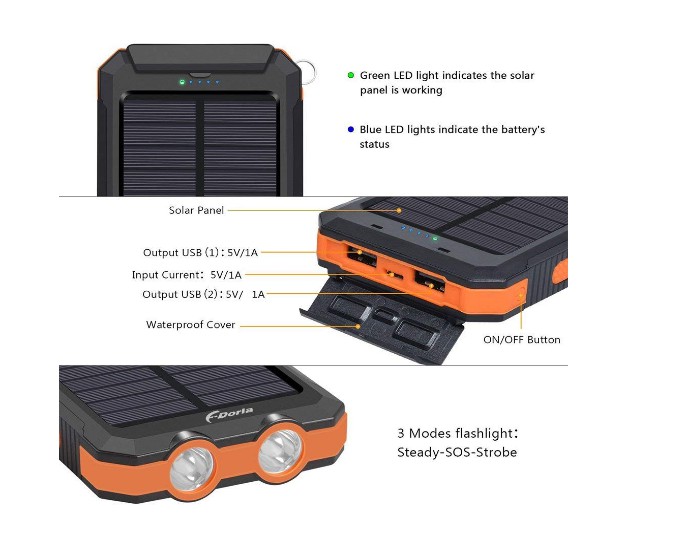 Green LED light indicates the solar
panel is working
Blue LED lights indicate the battery's
status
Solar Panel
Output USB (1): 5V/1A
Input Current: 5V/1A
Output USB (2): 5V/ 1A
Waterproof Cover
ON/OFF Button
F-Dorla
3 Modes flashlight:
Steady-SOS-Strobe